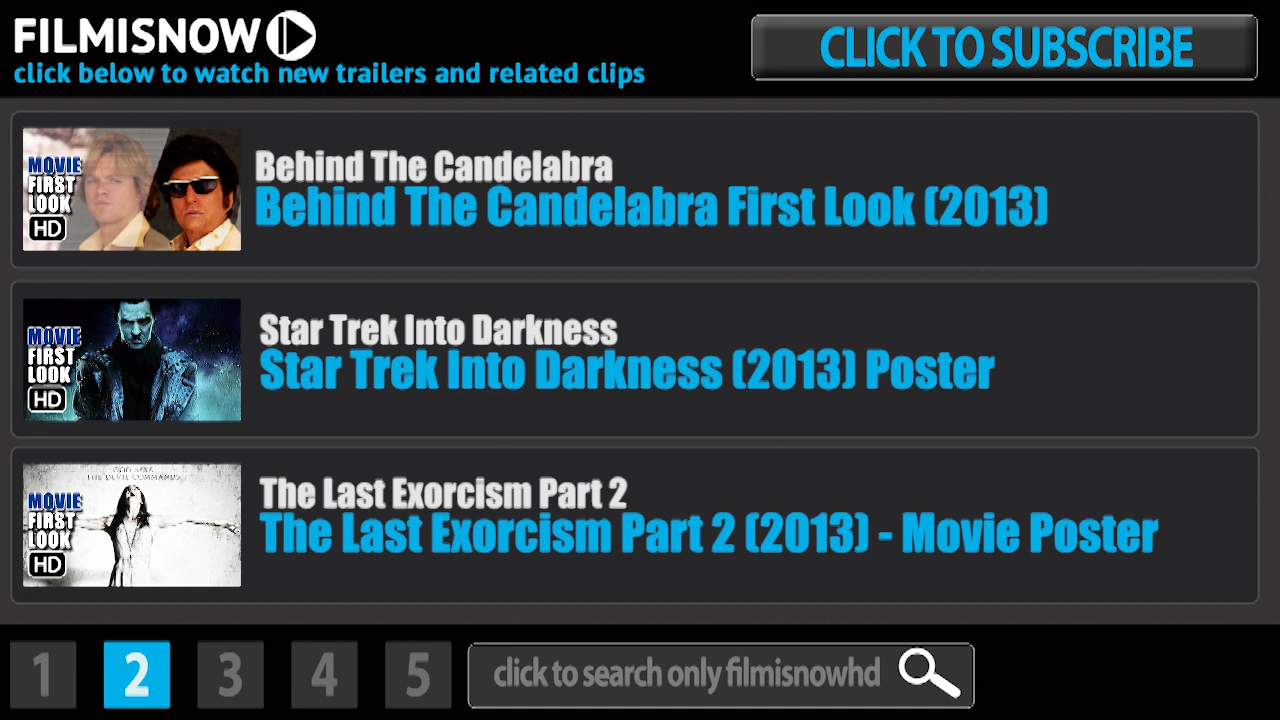 FILMISNOW
click below to watch new trailers and related clips
CLICK TO SUBSCRIBE
MOVIE
FIRST
LOOK
HD
Behind The Candelabra
Behind The Candelabra First Look (2013)
MOVIE
FIRST
LOOK
HD
Star Trek Into Darkness
Star Trek Into Darkness (2013) Poster
THE DEVIL COMMANDS
MOVIE
FIRST
LOOK
HD
The Last Exorcism Part 2
The Last Exorcism Part 2 (2013) - Movie Poster
1 2 3 4 5
click to search only filmisnowhd